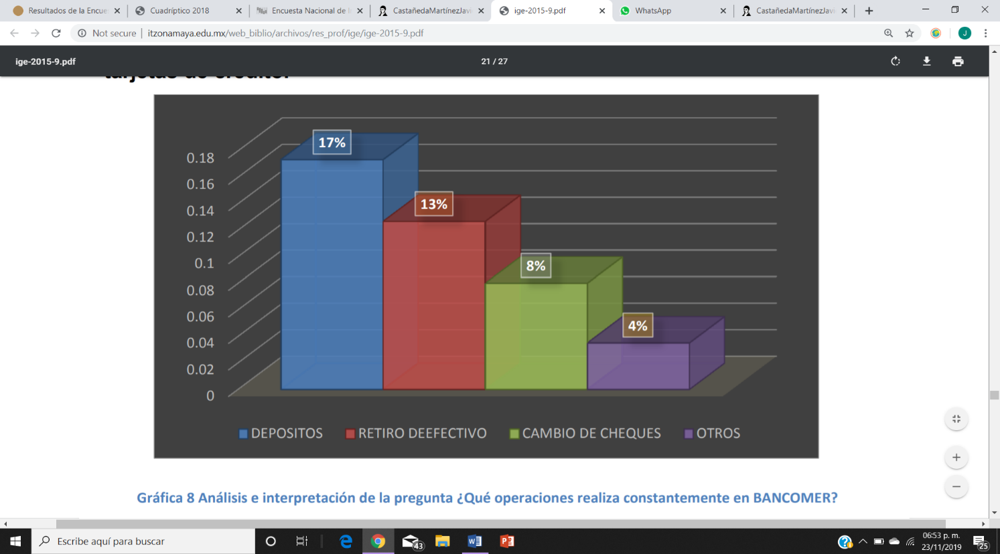 Resultados de la Encue
Cuadríptico 2018
Encuesta Nacional de I
CastañedaMartínezJavi
ige-2015-9.pdf
WhatsApp
CastañedaMartínezJavi
Not secure | itzonamaya.edu.mx/web_biblio/archivos/res_prof/ige/ige-2015-9.pdf
J
ige-2015-9.pdf
21 / 27
tarjetas de crédito.
0.18
0.16
0.14
0.12
0.1
0.08
0.06
0.04
0.02
0
17%
13%
8%
4%
DEPOSITOS
RETIRO DEEFECTIVO
CAMBIO DE CHEQUES
OTROS
Gráfica 8 Análisis e interpretación de la pregunta ¿Qué operaciones realiza constantemente en BANCOMER?
Escribe aquí para buscar
43
06:53 p. m.
23/11/2019
25